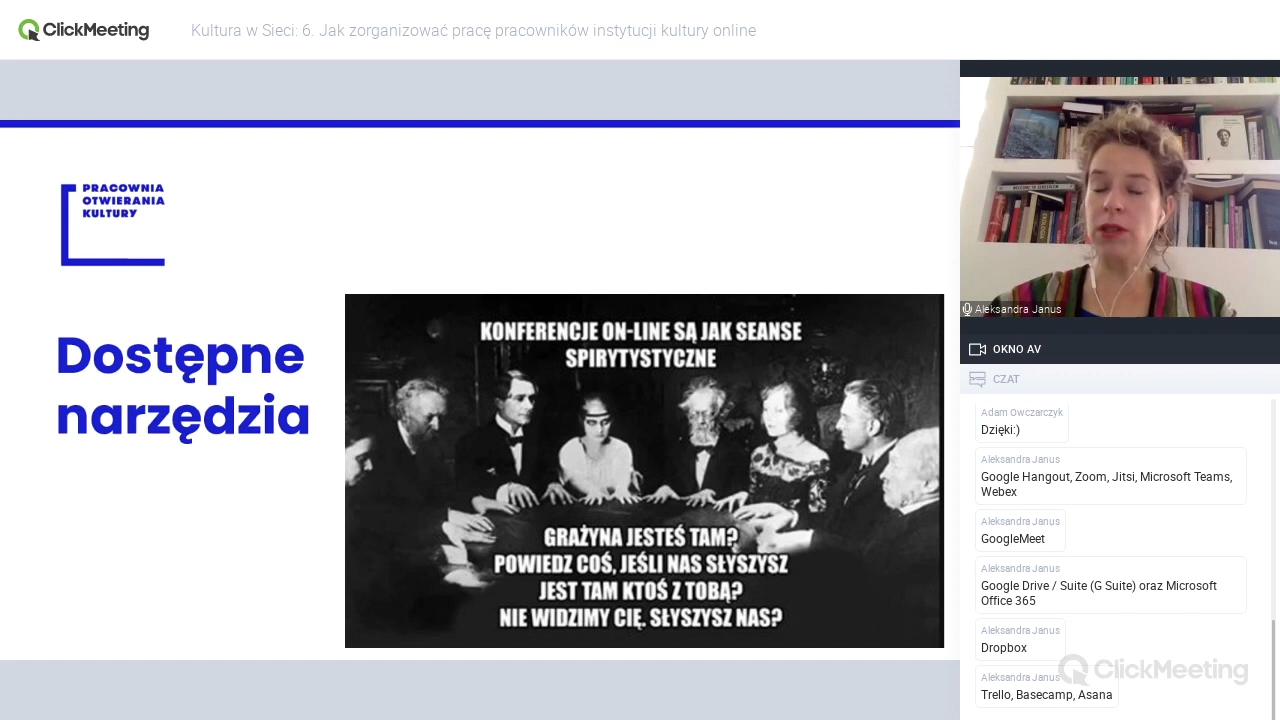 ClickMeeting
Kultura w Sieci: 6. Jak zorganizować pracę pracowników instytucji kultury online
PRACOWNIA
OTWIERANIA
KULTURY
Dostępne
narzędzia
KONFERENCJE ON-LINE SĄ JAK SEANSE
SPIRYTYSTYCZNE
GRAŻYNA JESTEŚ TAM?
POWIEDZ COŚ, JEŚLI NAS SŁYSZYSZ
JEST TAM KTOŚ Z TOBĄ?
NIE WIDZIMY CIĘ. SŁYSZYSZ NAS?
Aleksandra Janus
OKNO AV
CZAT
Adam Owczarczyk
Dzięki:)
Aleksandra Janus
Google Hangout, Zoom, Jitsi, Microsoft Teams,
Webex
Aleksandra Janus
GoogleMeet
Aleksandra Janus
Google Drive / Suite (G Suite) oraz Microsoft
Office 365
Aleksandra Janus
Dropbox
Aleksandra Janus
Trello, Basecamp, Asana
ClickMeeting